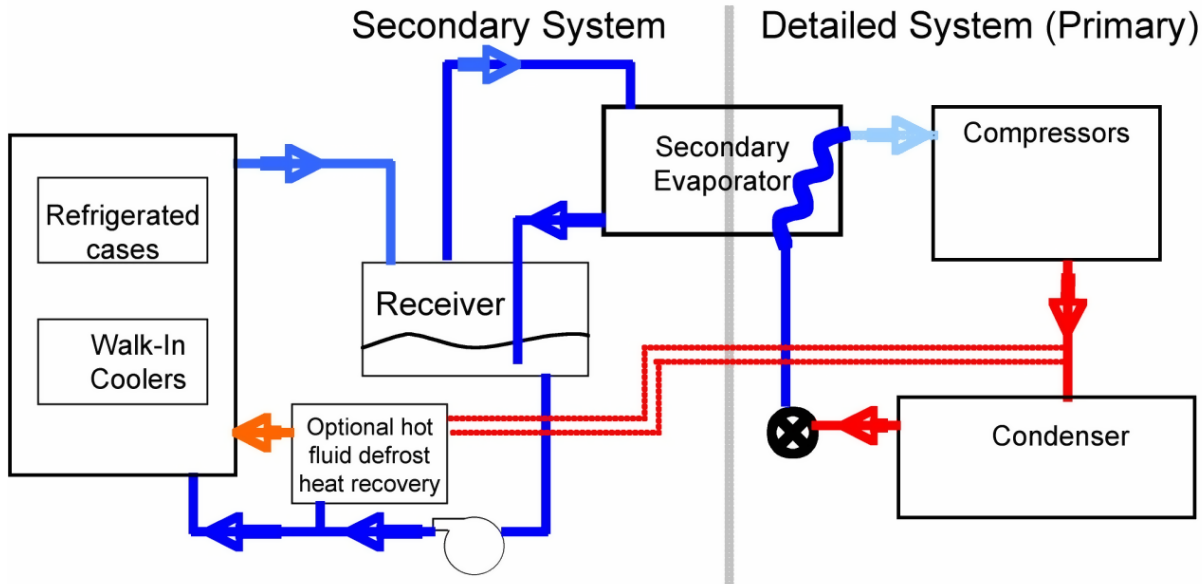 Secondary System
Detailed System (Primary)
Secondary
Evaporator
Compressors
Refrigerated
cases
Receiver
Walk-In
Coolers
Optional hot
fluid defrost
heat recovery
Condenser